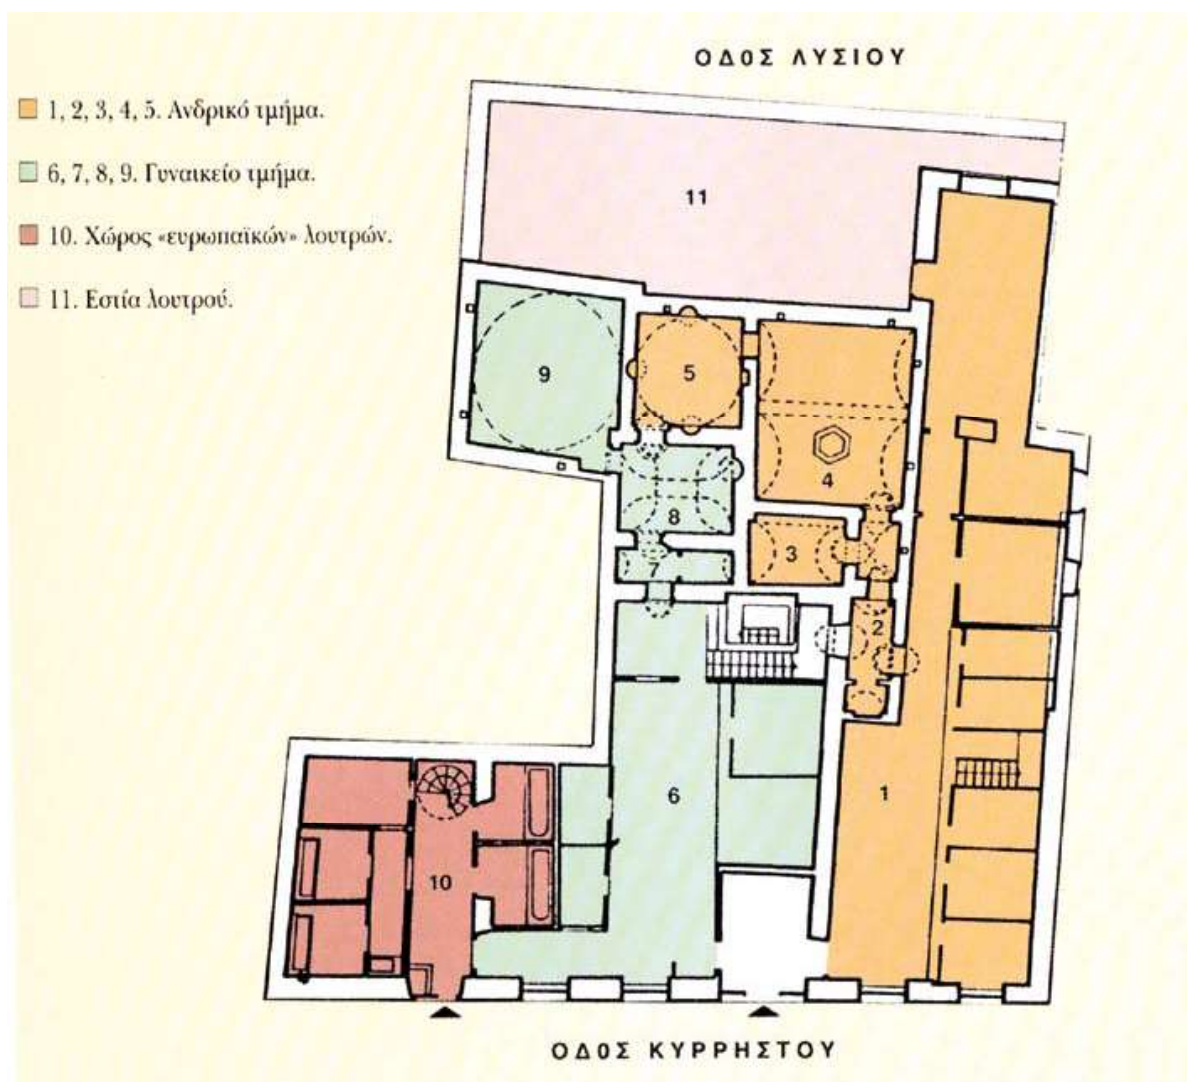 ΟΔΟΣ ΛΥΣΙΟΥ
1, 2, 3, 4, 5. Ανδρικό τμήμα.
6, 7, 8, 9. Γυναικείο τμήμα.
10. Χώρος «ευρωπαϊκών» λουτρών.
11. Εστία λουτρού.
11
9
5
4
8
3
7
2
6
1
10
ΟΔΟΣ ΚΥΡΡΗΣΤΟΥ